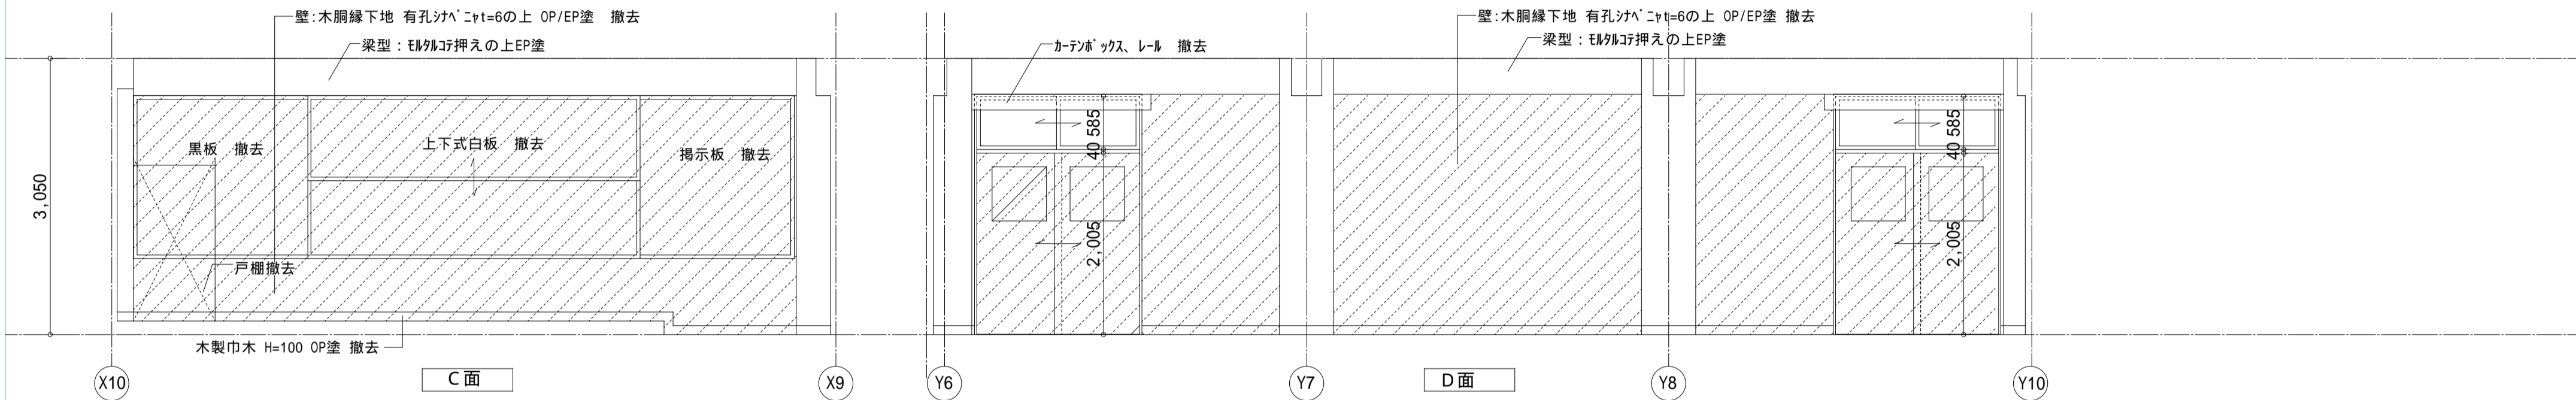 壁:木胴縁下地 有孔ｼﾅﾍﾞﾆﾔt=6の上 OP/EP塗　撤去
梁型：ﾓﾙﾀﾙｺﾃ押えの上EP塗
黒板　撤去
上下式白板　撤去
掲示板　撤去
戸棚撤去
3,050
木製巾木 H=100 OP塗 撤去
X10
C面
X9
壁:木胴縁下地 有孔ｼﾅﾍﾞﾆﾔt=6の上 OP/EP塗 撤去
梁型：ﾓﾙﾀﾙｺﾃ押えの上EP塗
ｶｰﾃﾝﾎﾞｯｸｽ、ﾚｰﾙ　撤去
585
40
2,005
585
40
2,005
Y6
Y7
D面
Y8
Y10